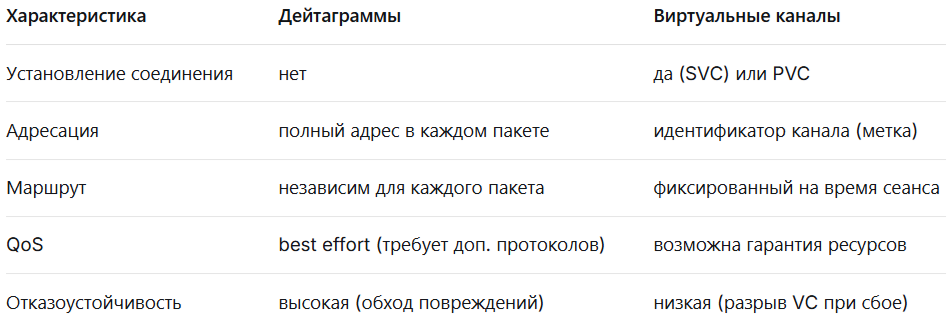 Характеристика Дейтаграммы Виртуальные каналы
Установление соединения нет да (SVC) или PVC
Адресация полный адрес в каждом пакете идентификатор канала (метка)
Маршрут независим для каждого пакета фиксированный на время сеанса
QoS best effort (требует доп. протоколов) возможна гарантия ресурсов
Отказоустойчивость высокая (обход повреждений) низкая (разрыв VC при сбое)